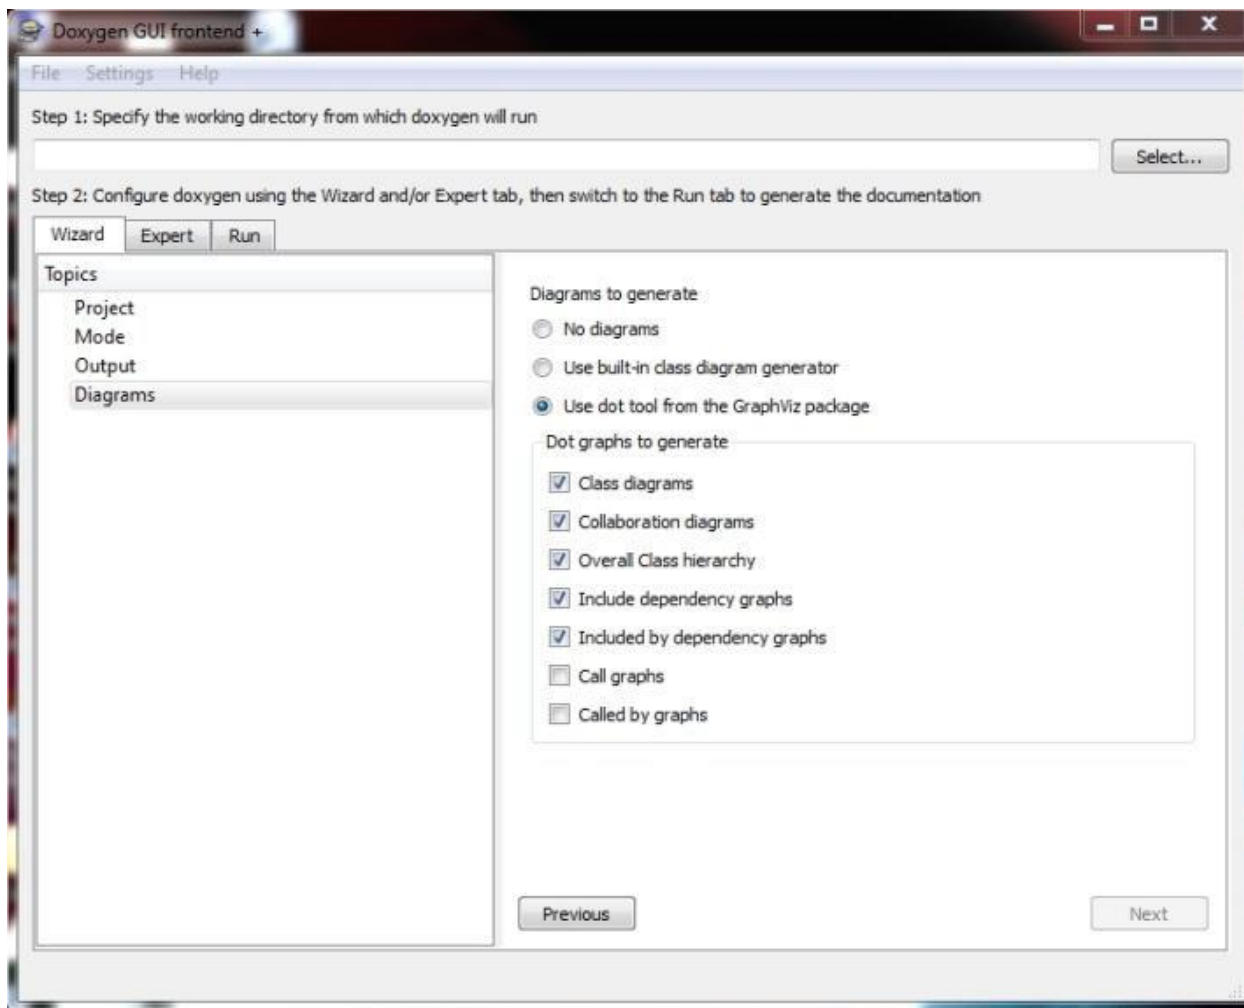 Doxygen GUI frontend +
File Settings Help
Step 1: Specify the working directory from which doxygen will run
Select...
Step 2: Configure doxygen using the Wizard and/or Expert tab, then switch to the Run tab to generate the documentation
Wizard Expert Run
Topics
Project
Mode
Output
Diagrams
Diagrams to generate
No diagrams
Use built-in class diagram generator
Use dot tool from the GraphViz package
Dot graphs to generate
Class diagrams
Collaboration diagrams
Overall Class hierarchy
Include dependency graphs
Included by dependency graphs
Call graphs
Called by graphs
Previous Next